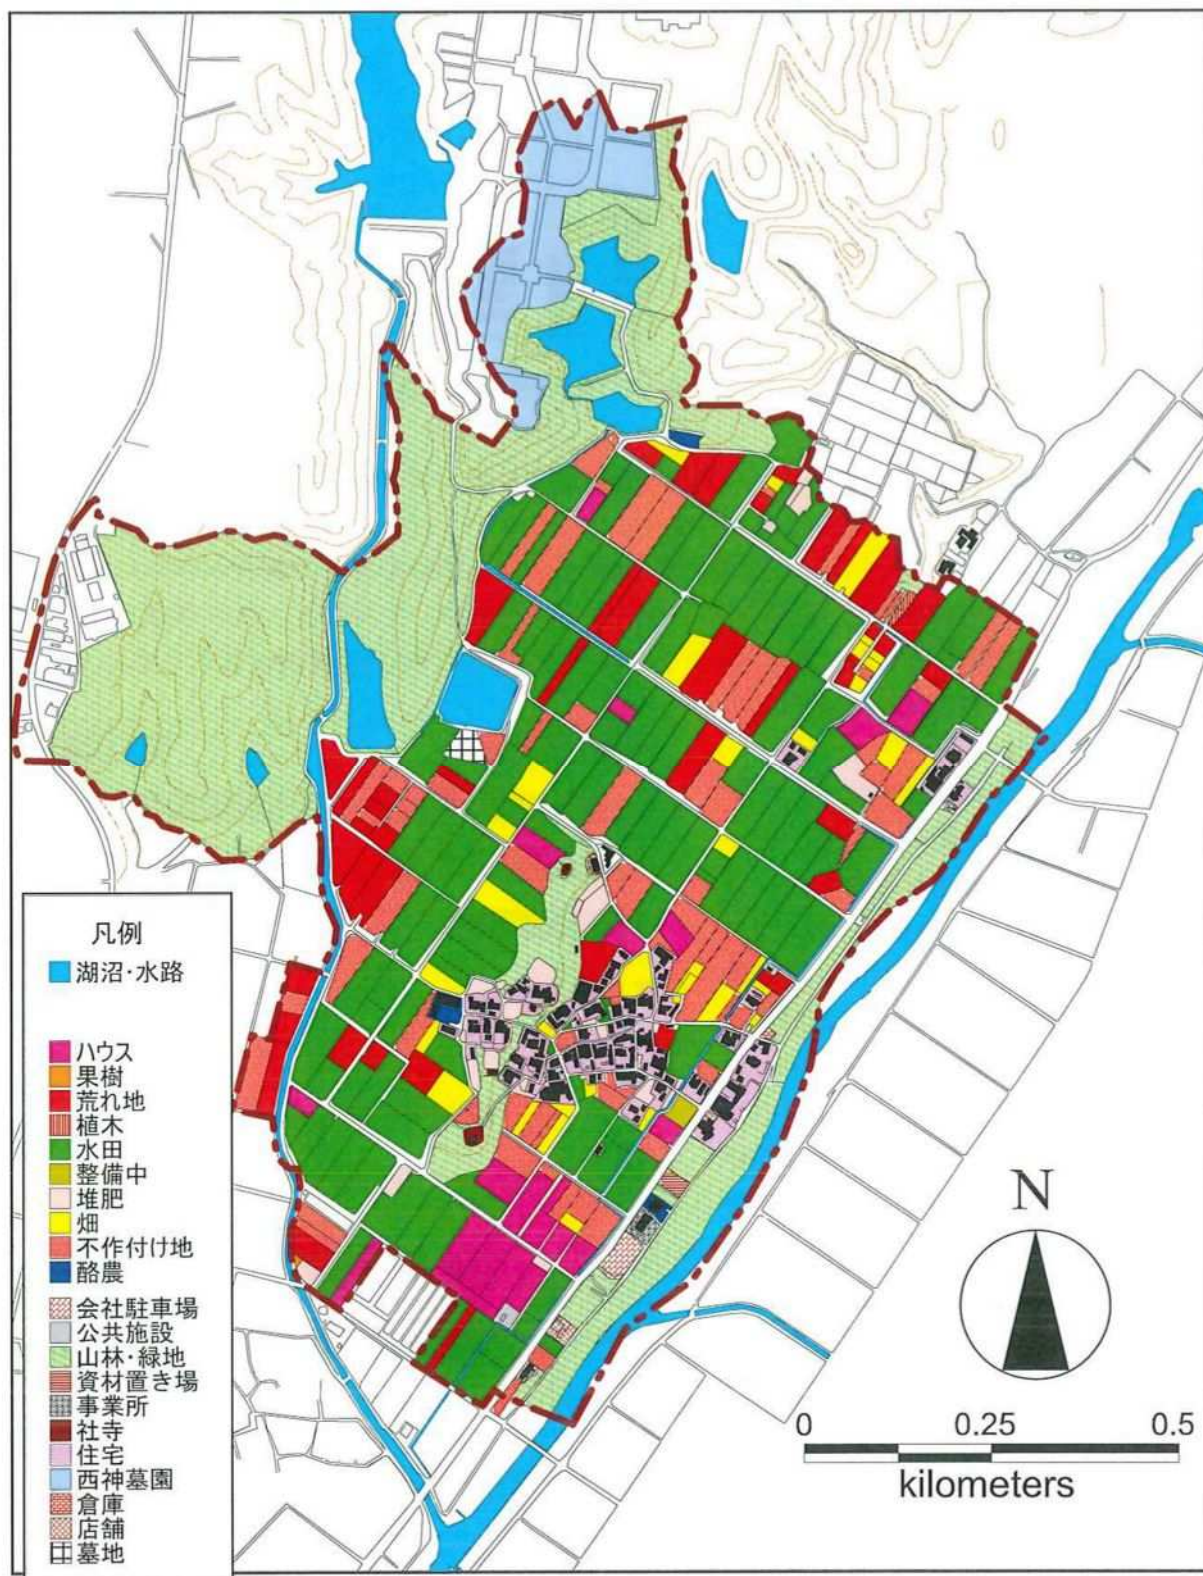 凡例
湖沼・水路
ハウス
果樹
荒れ地
植木
水田
整備中
堆肥
畑
不作付け地
酪農
会社駐車場
公共施設
山林・緑地
資材置き場
事業所
社寺
住宅
西神墓園
倉庫
店舗
墓地
N
0 0.25 0.5
kilometers